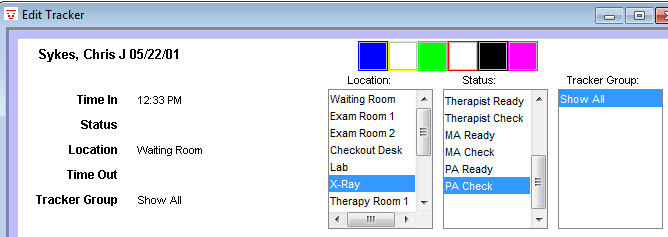 Edit Tracker
Sykes, Chris J 05/22/01
Time In 12:33 PM
Status
Location Waiting Room
Time Out
Tracker Group Show All
Location:
Waiting Room
Exam Room 1
Exam Room 2
Checkout Desk
Lab
X-Ray
Therapy Room 1
Status:
Therapist Ready
Therapist Check
MA Ready
MA Check
PA Ready
PA Check
Tracker Group:
Show All